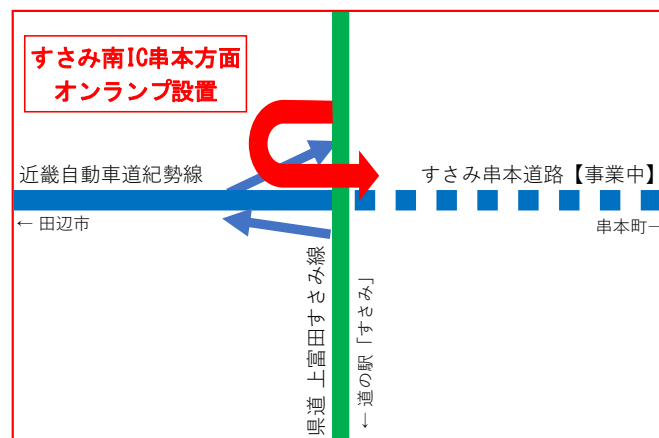 すさみ南IC串本方面
オンランプ設置
近畿自動車道紀勢線
すさみ串本道路【事業中】
← 田辺市
串本町→
県道 上富田すさみ線
← 道の駅「すさみ」